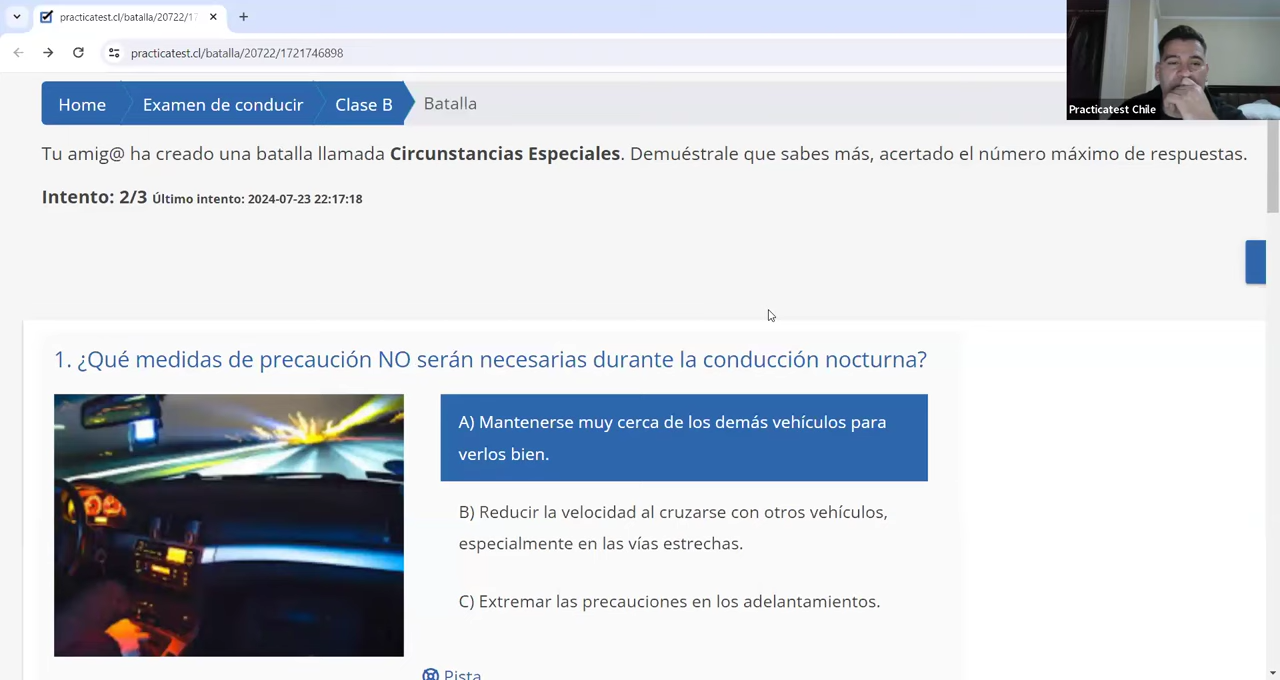 practicatest.cl/batalla/20722/17
practicatest.cl/batalla/20722/1721746898
Practicatest Chile
Home Examen de conducir Clase B Batalla
Tu amig@ ha creado una batalla llamada Circunstancias Especiales. Demuéstrale que sabes más, acertado el número máximo de respuestas.
Intento: 2/3 Último intento: 2024-07-23 22:17:18
1. ¿Qué medidas de precaución NO serán necesarias durante la conducción nocturna?
A) Mantenerse muy cerca de los demás vehículos para
verlos bien.
B) Reducir la velocidad al cruzarse con otros vehículos,
especialmente en las vías estrechas.
C) Extremar las precauciones en los adelantamientos.
Pista